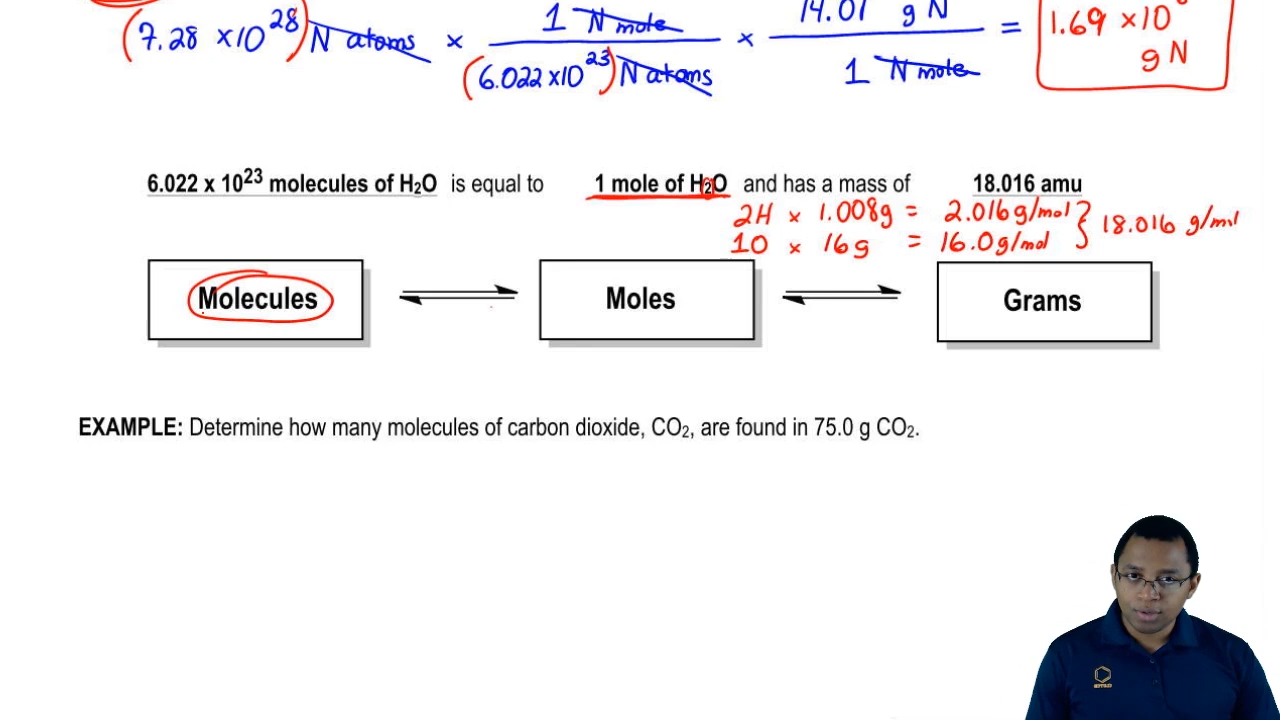 1 N mole 14.01 g N
(7.28 x10^28) N atoms x ――― x ――― = 1.69 x10
(6.022 x10^23) N atoms 1 N mole g N
6.022 x 10^23 molecules of H₂O is equal to 1 mole of H₂O and has a mass of 18.016 amu
2H x 1.008g = 2.016g/mol } 18.016 g/mol
1O x 16g = 16.0g/mol
Molecules Moles Grams
EXAMPLE: Determine how many molecules of carbon dioxide, CO₂, are found in 75.0 g CO₂.